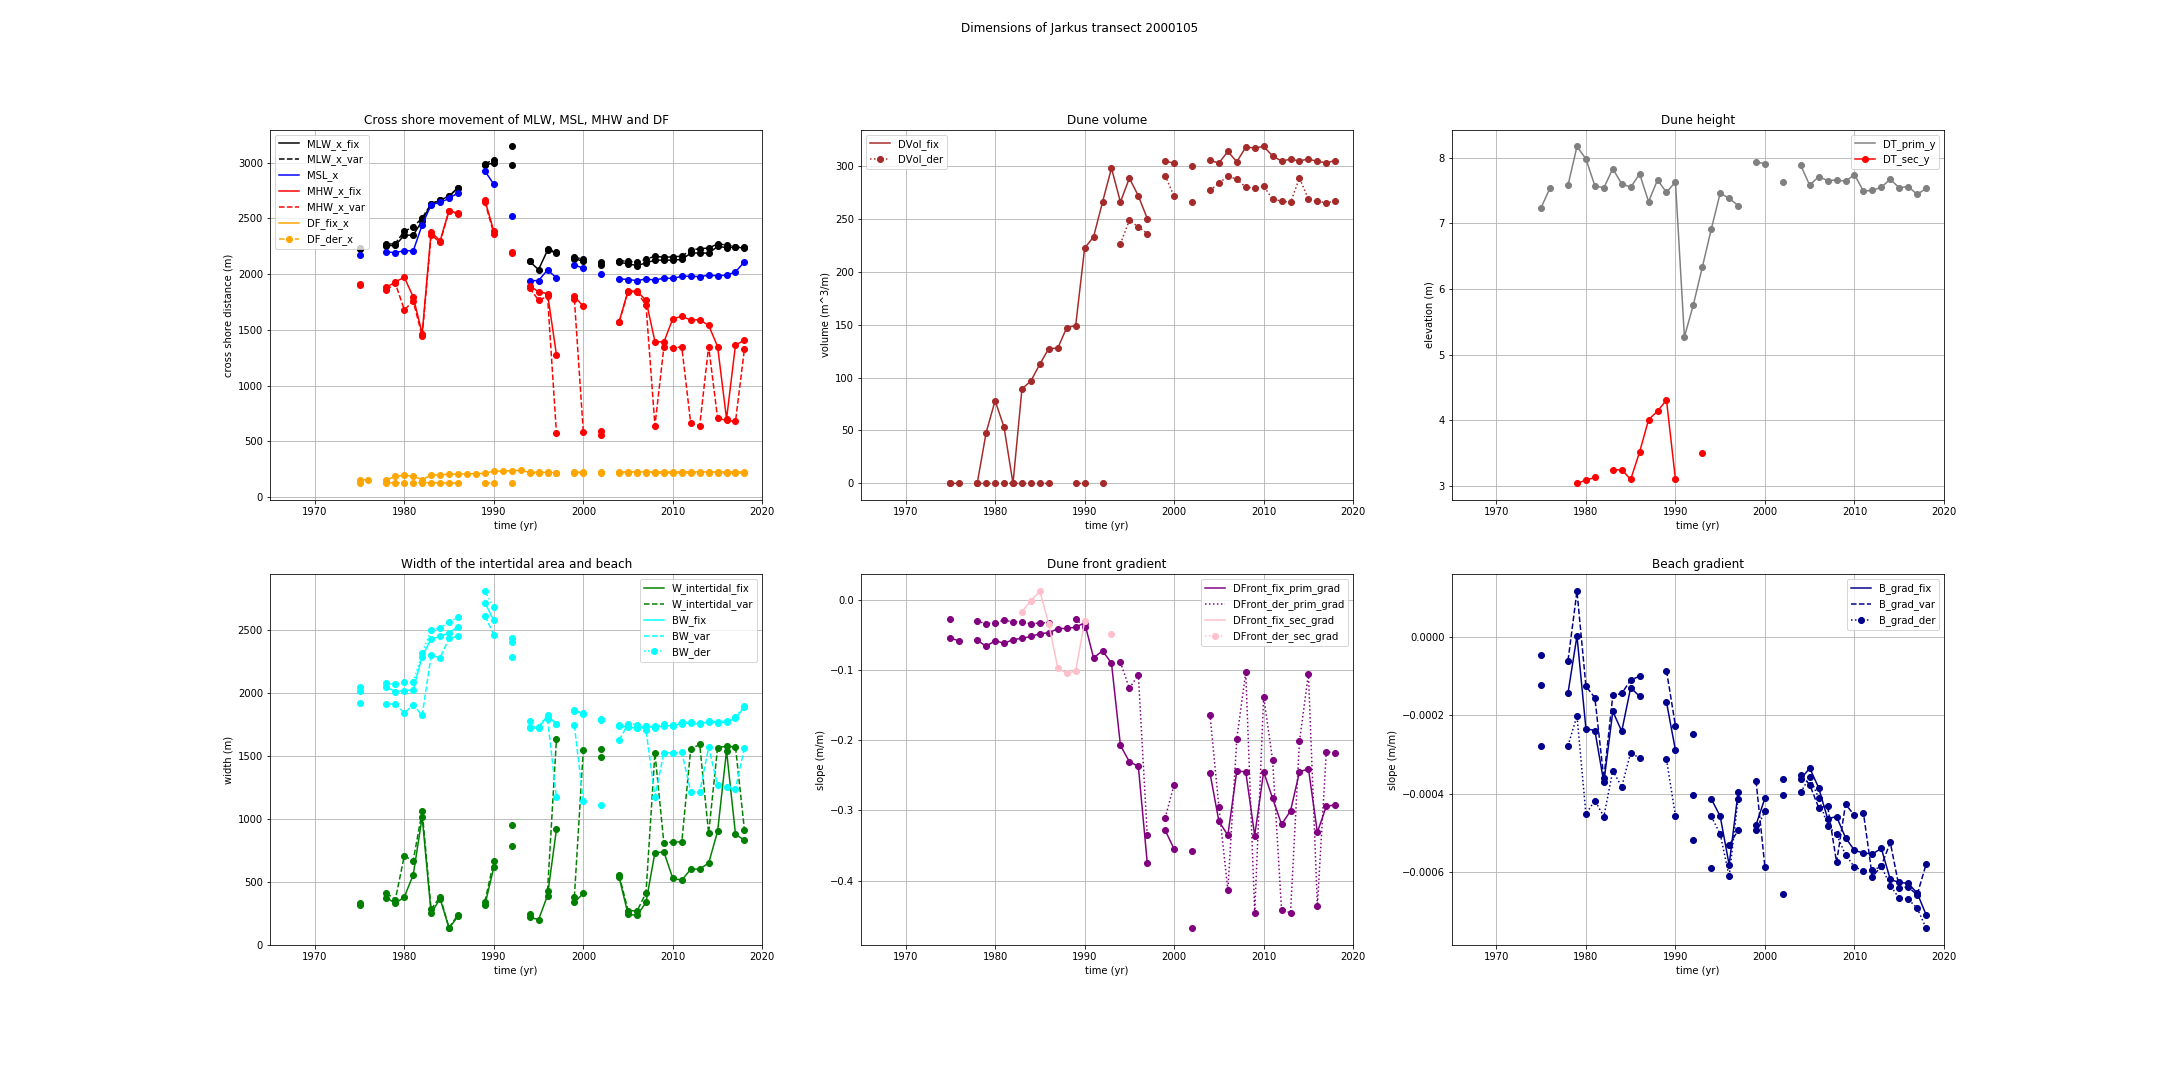 Dimensions of Jarkus transect 2000105
Cross shore movement of MLW, MSL, MHW and DF
cross shore distance (m)
3000
2500
2000
1500
1000
500
0
MLW_x_fix
MLW_x_var
MSL_x
MHW_x_fix
MHW_x_var
DF_fix_x
DF_der_x
1970 1980 1990 2000 2010 2020
time (yr)
Dune volume
volume (m^3/m)
300
250
200
150
100
50
0
DVol_fix
DVol_der
1970 1980 1990 2000 2010 2020
time (yr)
Dune height
elevation (m)
8
7
6
5
4
3
DT_prim_y
DT_sec_y
1970 1980 1990 2000 2010 2020
time (yr)
Width of the intertidal area and beach
width (m)
2500
2000
1500
1000
500
0
W_intertidal_fix
W_intertidal_var
BW_fix
BW_var
BW_der
1970 1980 1990 2000 2010 2020
time (yr)
Dune front gradient
slope (m/m)
0.0
−0.1
−0.2
−0.3
−0.4
DFront_fix_prim_grad
DFront_der_prim_grad
DFront_fix_sec_grad
DFront_der_sec_grad
1970 1980 1990 2000 2010 2020
time (yr)
Beach gradient
slope (m/m)
0.0000
−0.0002
−0.0004
−0.0006
B_grad_fix
B_grad_var
B_grad_der
1970 1980 1990 2000 2010 2020
time (yr)